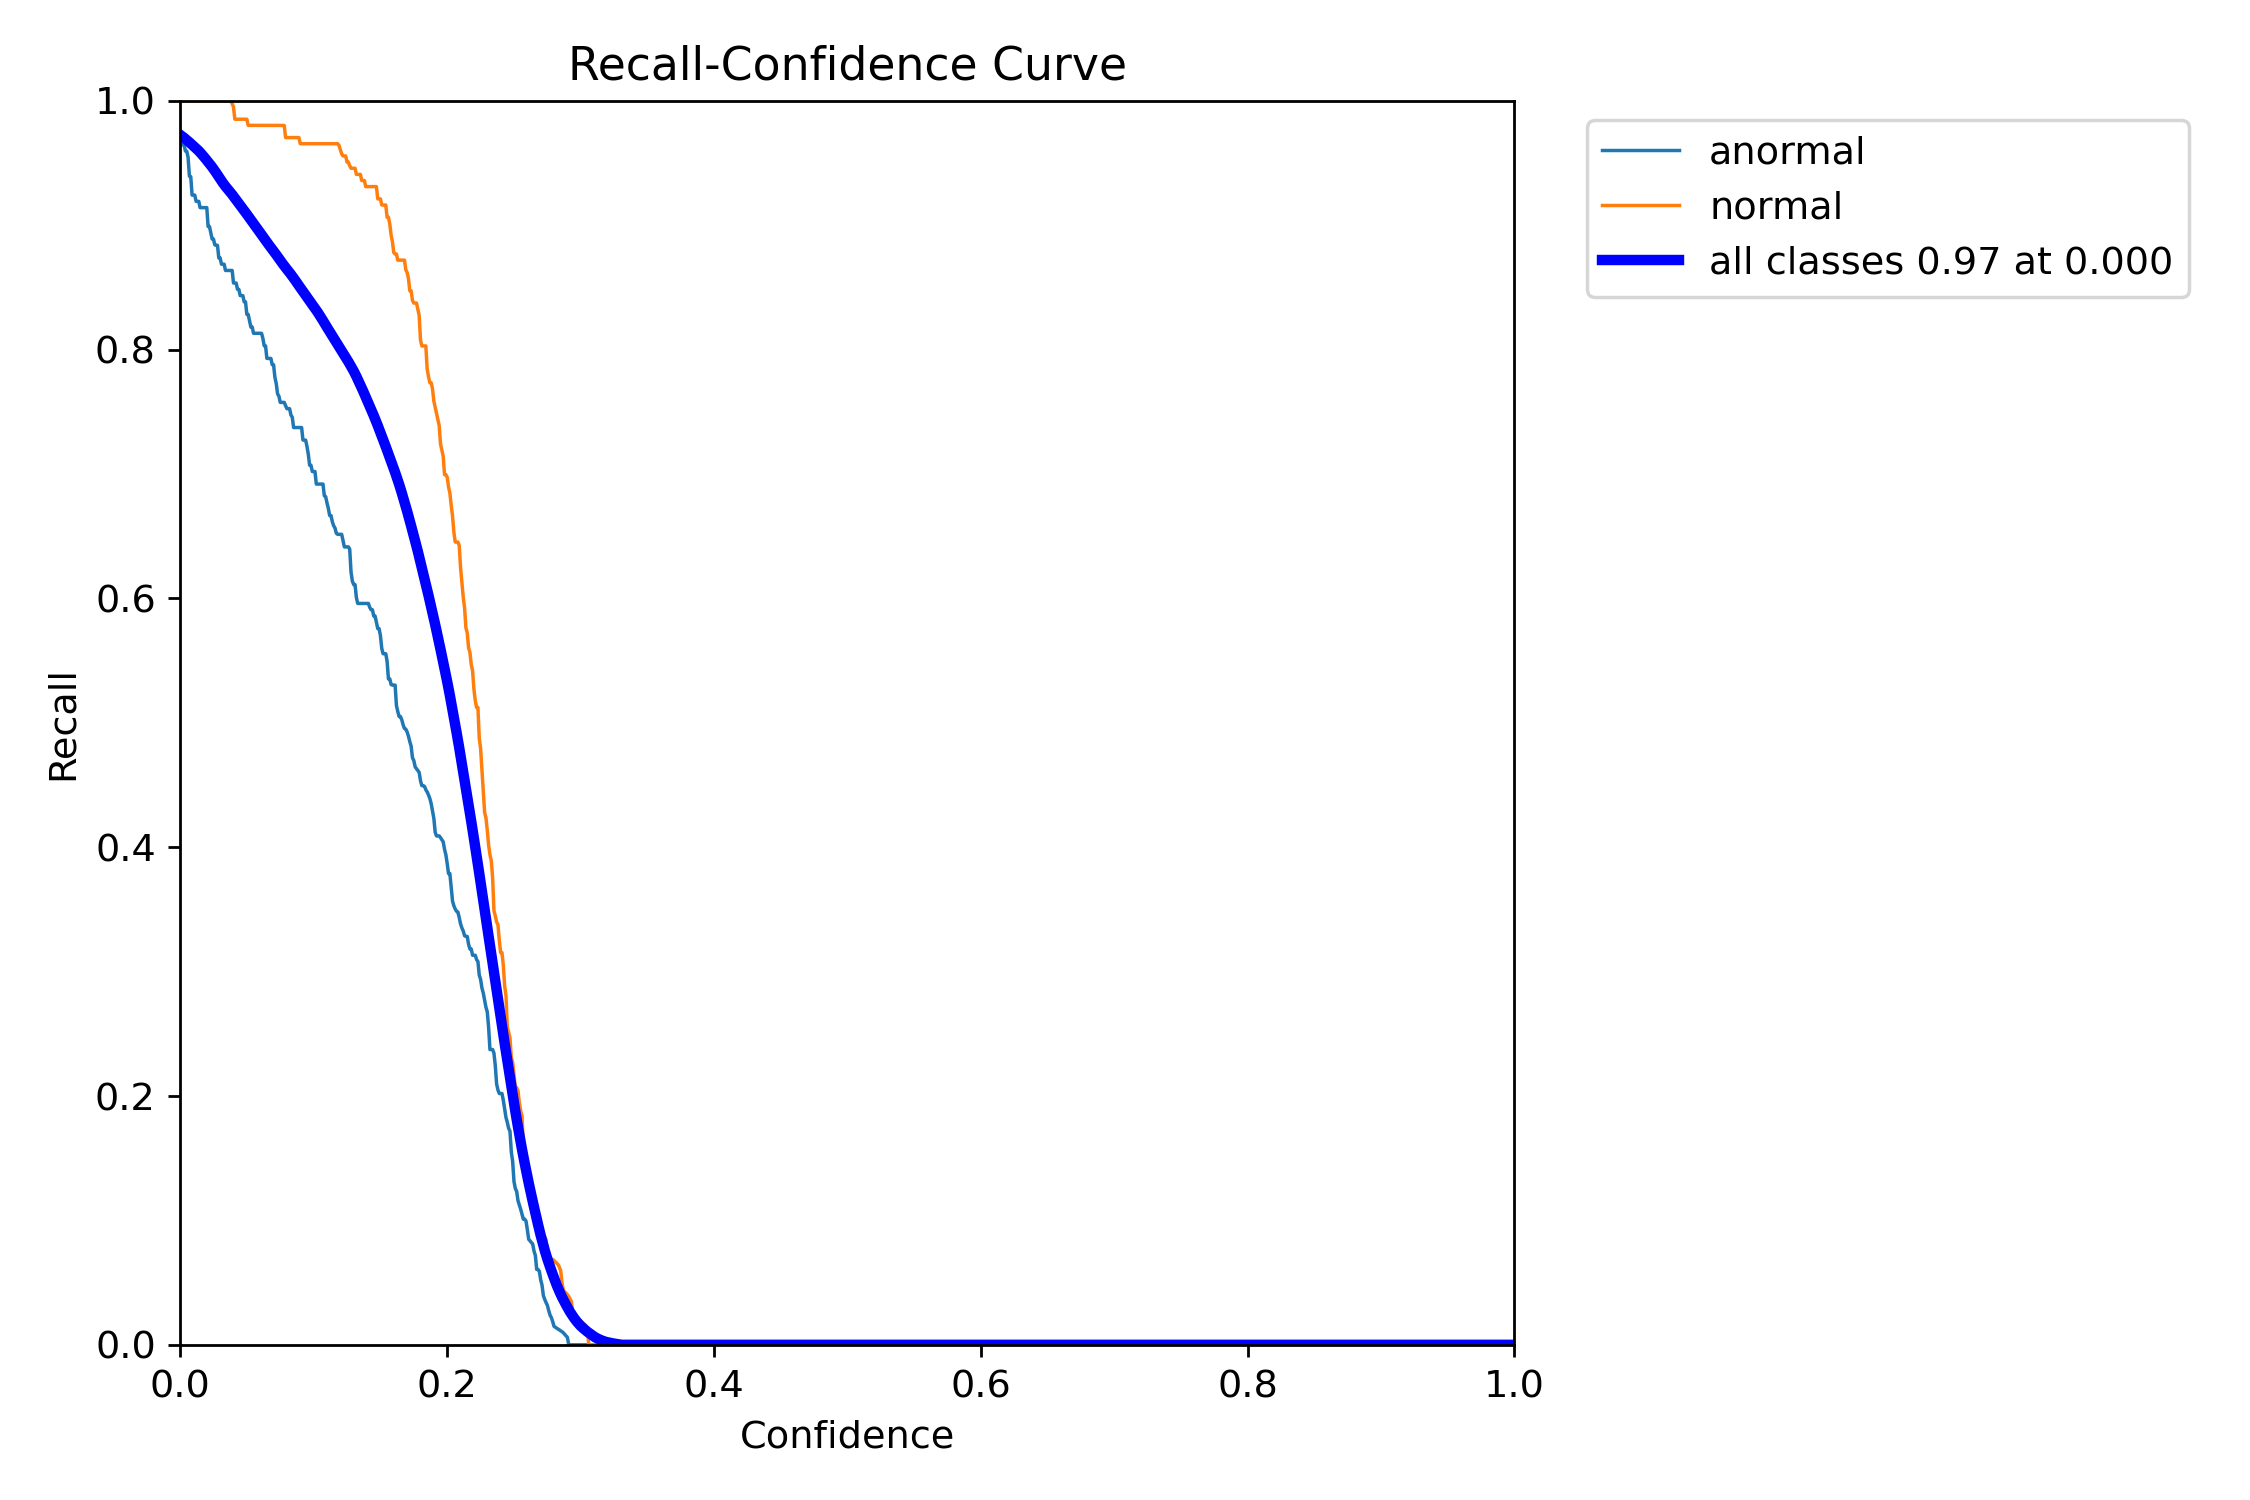 Recall-Confidence Curve
1.0
0.8
0.6
0.4
0.2
0.0
Recall
0.0 0.2 0.4 0.6 0.8 1.0
Confidence
anormal
normal
all classes 0.97 at 0.000